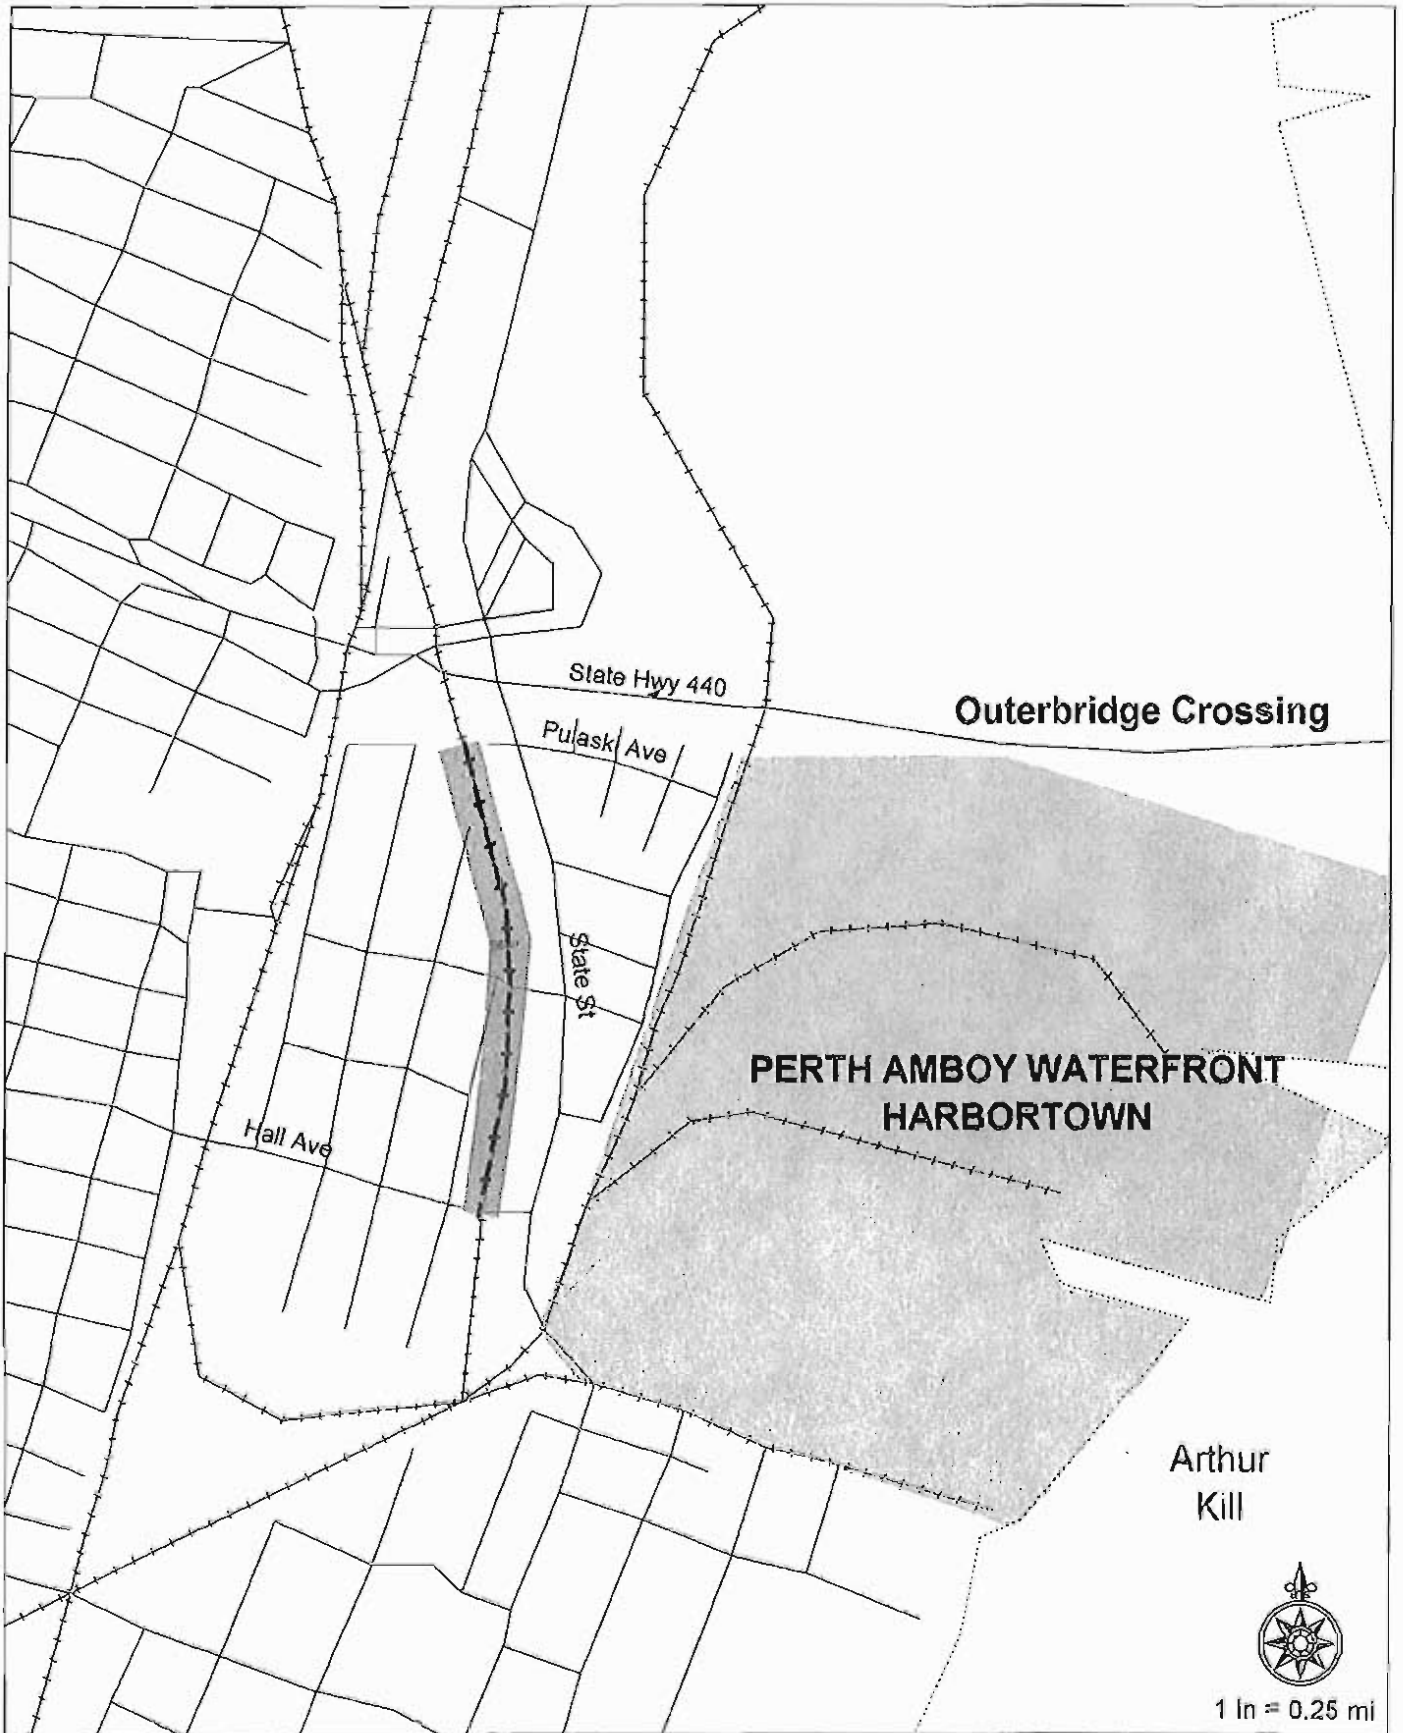 State Hwy 440
Outerbridge Crossing
Pulaski Ave
State St
PERTH AMBOY WATERFRONT
HARBORTOWN
Hall Ave
Arthur
Kill
1 In = 0.25 mi